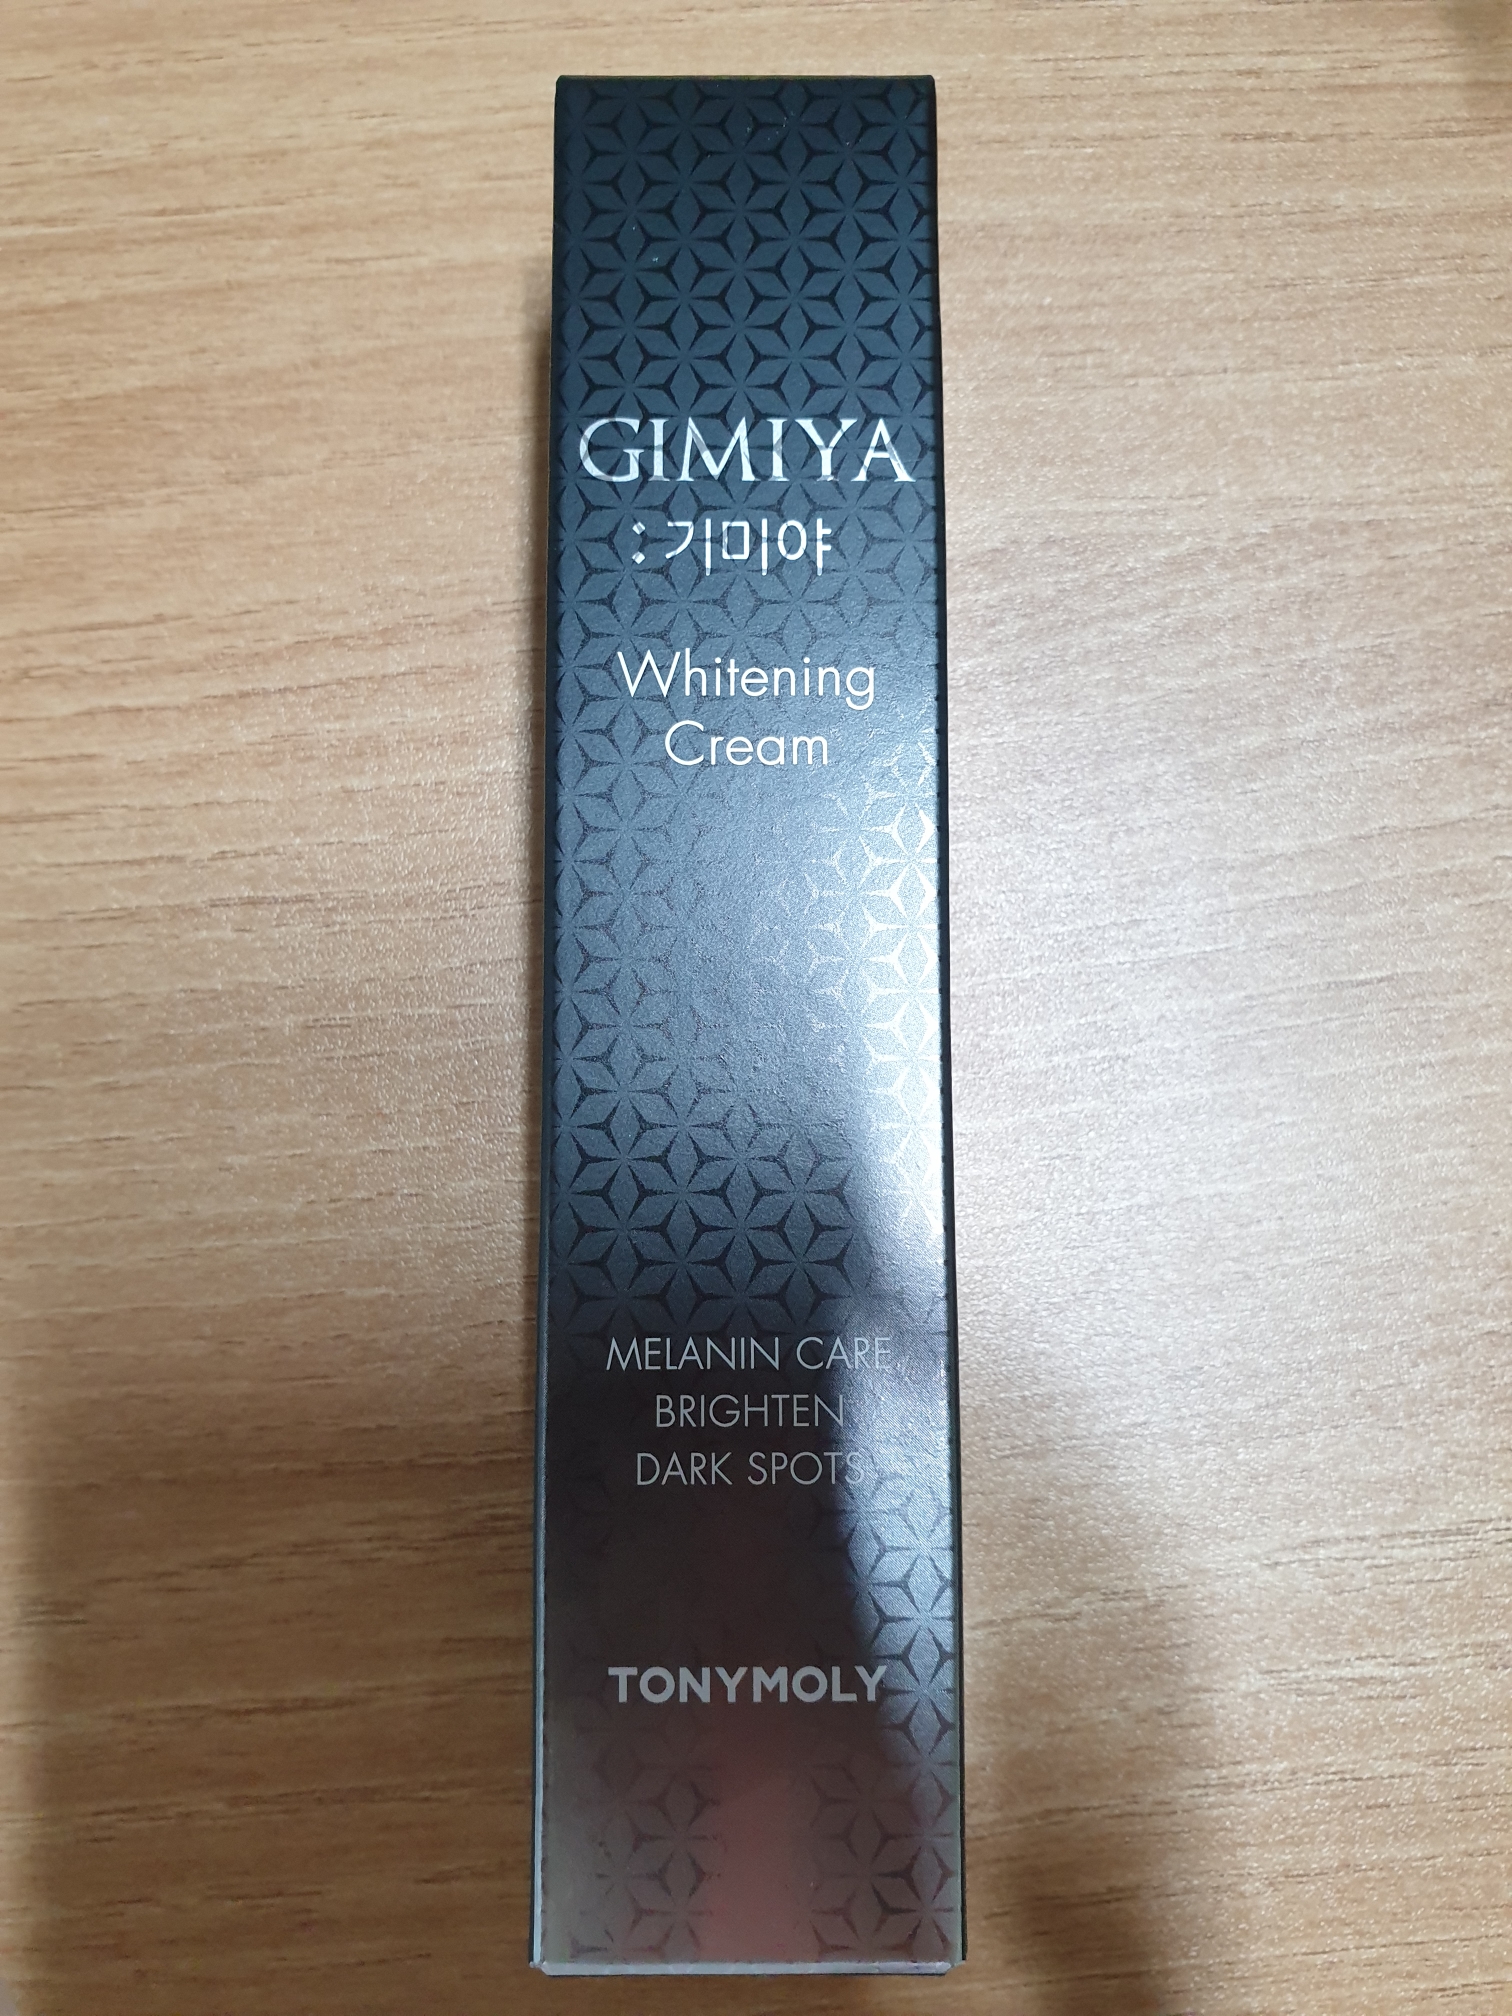 GIMIYA
:기미야
Whitening
Cream
MELANIN CARE
BRIGHTEN
DARK SPOTS
TONYMOLY